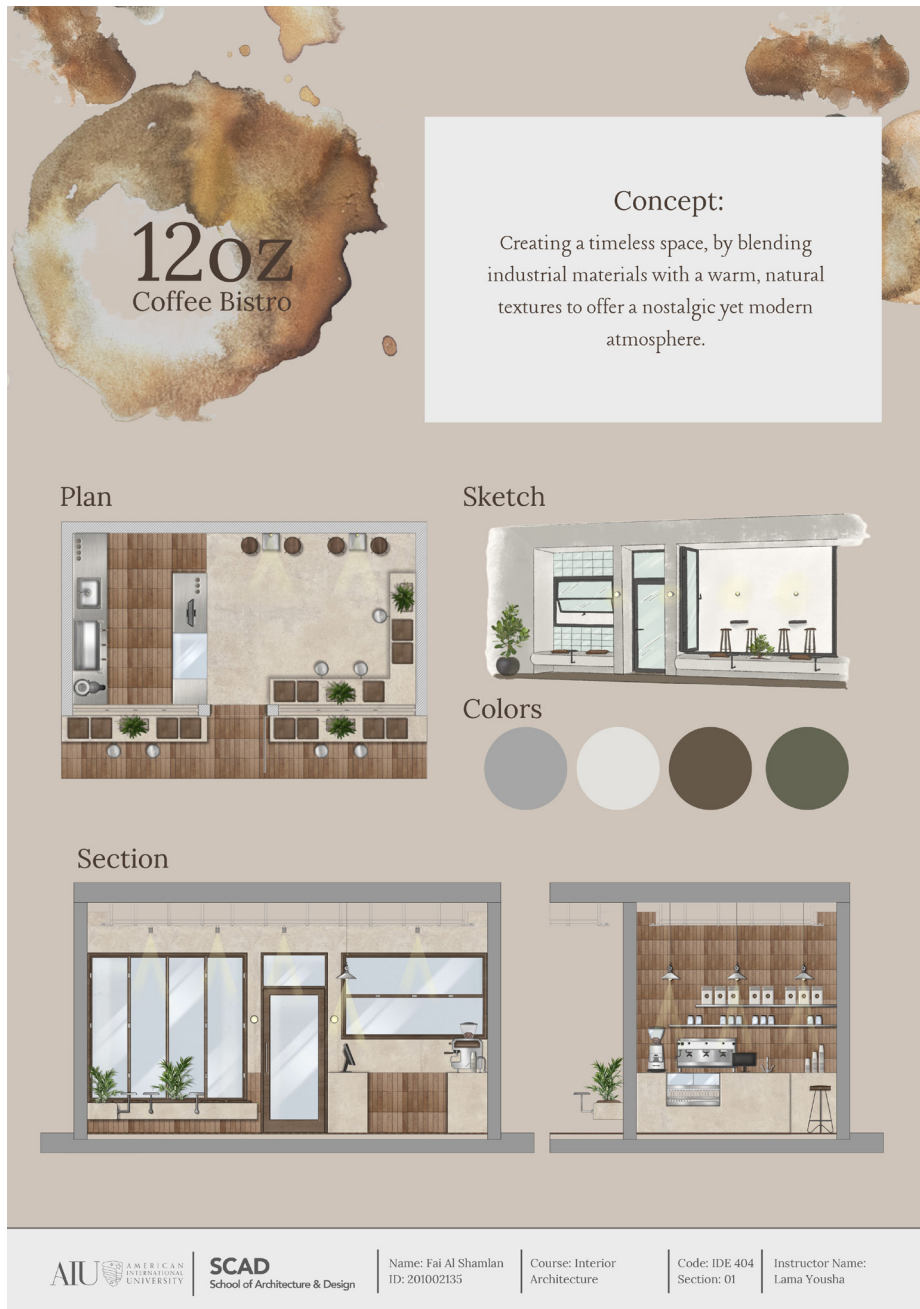 12oz
Coffee Bistro
Concept:
Creating a timeless space, by blending
industrial materials with a warm, natural
textures to offer a nostalgic yet modern
atmosphere.
Plan
Sketch
Colors
Section
AIU
AMERICAN
INTERNATIONAL
UNIVERSITY
SCAD
School of Architecture & Design
Name: Fai Al Shamlan
ID: 201002135
Course: Interior
Architecture
Code: IDE 404
Section: 01
Instructor Name:
Lama Yousha